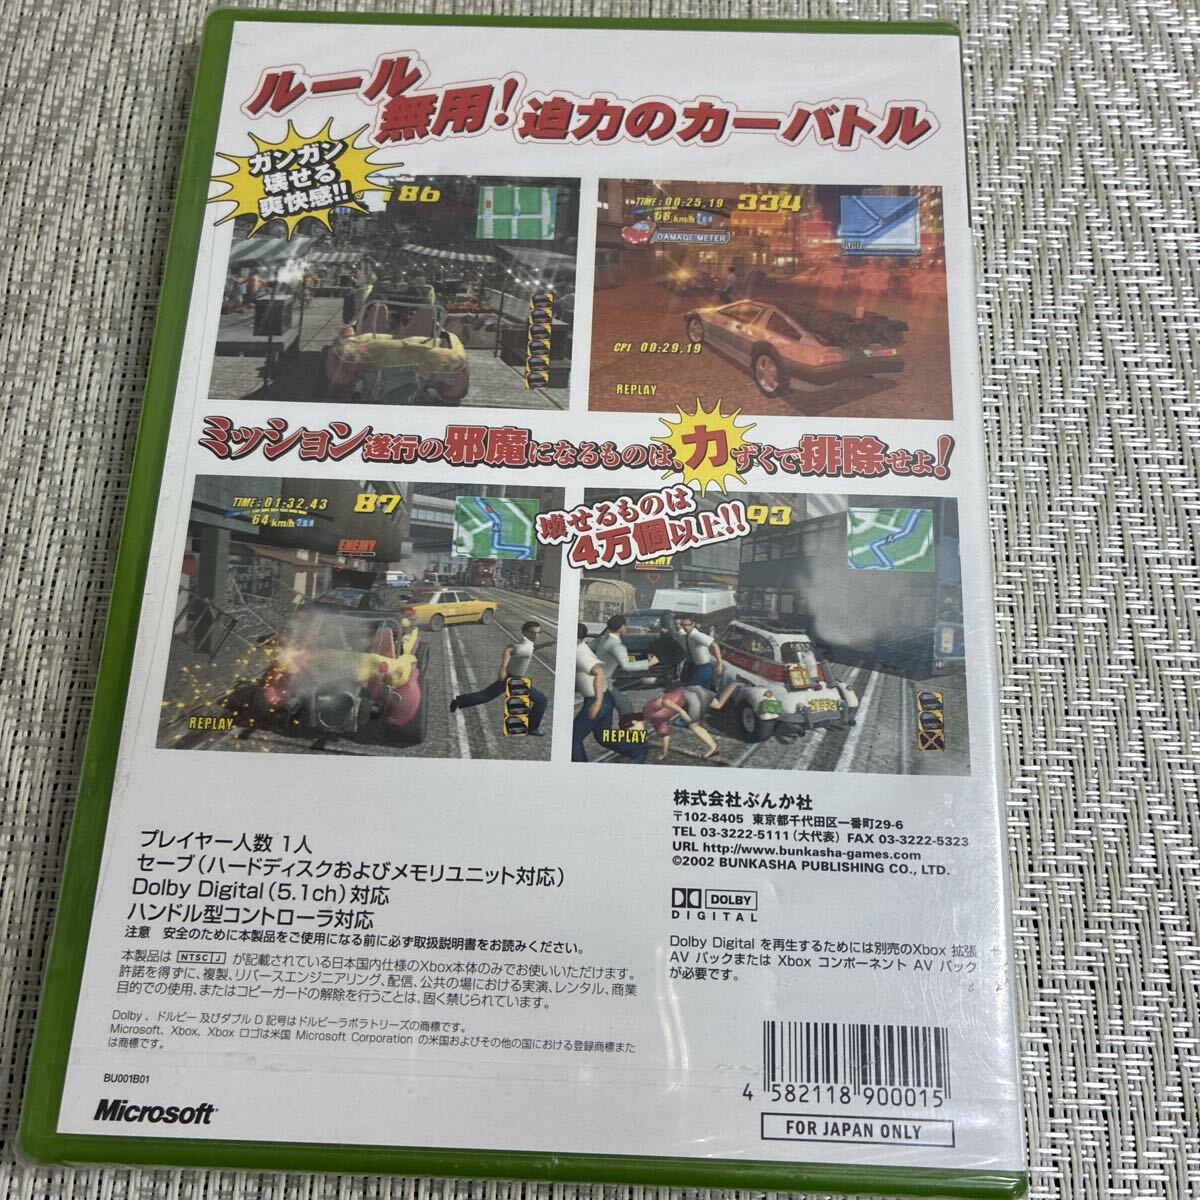 ルール無用！迫力のカーバトル
ガンガン
壊せる
爽快感!!
186
TIME:00:25,19 334
68 km/h
DAMAGE METER
CP1 00:29,19
REPLAY
ミッション遂行の邪魔になるものは、力ずくで排除せよ！
TIME:01:32,43 87
64 km/h
ENEMY
REPLAY
壊せるものは
4万個以上!!
93
ENEMY
REPLAY
株式会社ぶんか社
〒102-8405 東京都千代田区一番町29-6
TEL 03-3222-5111（大代表）FAX 03-3222-5323
URL http://www.bunkasha-games.com
©2002 BUNKASHA PUBLISHING CO., LTD.
プレイヤー人数 1人
セーブ（ハードディスクおよびメモリユニット対応）
Dolby Digital（5.1ch）対応
ハンドル型コントローラ対応
注意 安全のために本製品をご使用になる前に必ず取扱説明書をお読みください。
DOLBY
DIGITAL
Dolby Digital を再生するためには別売のXbox 拡張
AV パックまたは Xbox コンポーネント AV パック
が必要です。
本製品は NTSC J が記載されている日本国内仕様のXbox本体のみでお使いいただけます。
許諾を得ずに、複製、リバースエンジニアリング、配信、公共の場における実演、レンタル、商業
目的での使用、またはコピーガードの解除を行うことは、固く禁じられています。
Dolby 、ドルビー 及びダブル D 記号はドルビーラボラトリーズの商標です。
Microsoft、Xbox、Xbox ロゴは米国 Microsoft Corporation の米国およびその他の国における登録商標また
は商標です。
BU001B01
Microsoft
4 582118 900015
FOR JAPAN ONLY